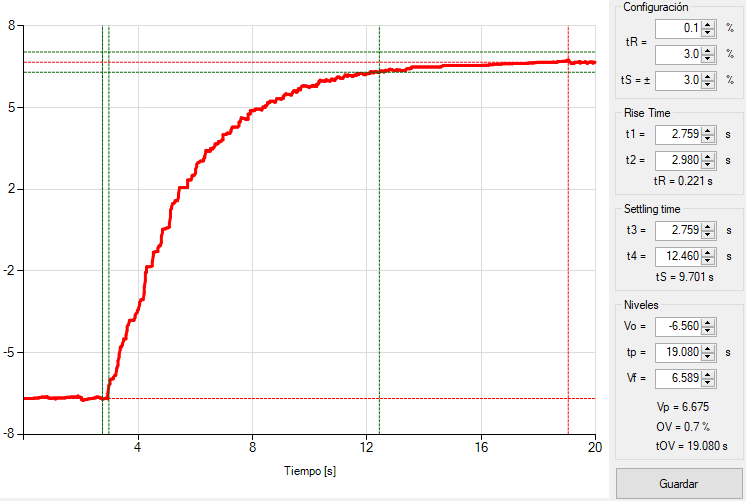 8
5
2
-2
-5
-8
4
8
12
16
20
Tiempo [s]
Configuración
tR =
0.1 %
3.0 %
tS = ± 3.0 %
Rise Time
t1 = 2.759 s
t2 = 2.980 s
tR = 0.221 s
Settling time
t3 = 2.759 s
t4 = 12.460 s
tS = 9.701 s
Niveles
Vo = -6.560
tp = 19.080 s
Vf = 6.589
Vp = 6.675
OV = 0.7 %
tOV = 19.080 s
Guardar